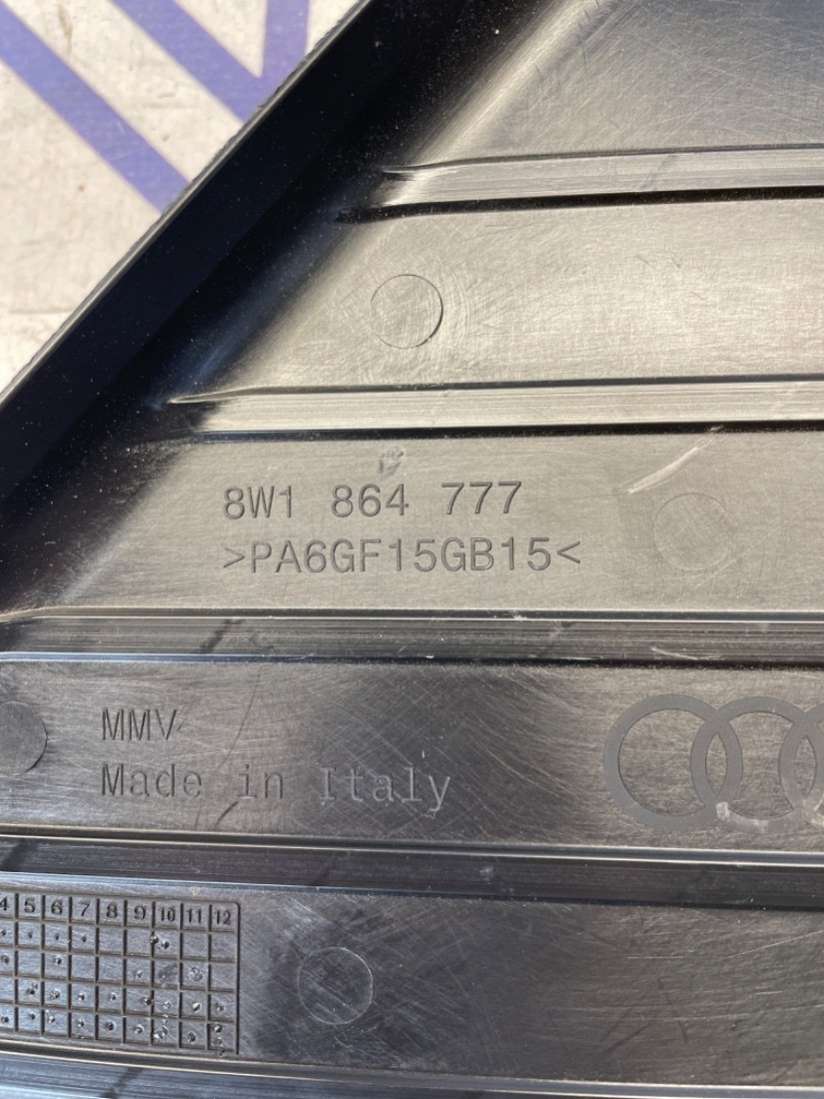 8W1 864 777
>PA6GF15GB15<
MMV
Made in Italy
4 5 6 7 8 9 10 11 12